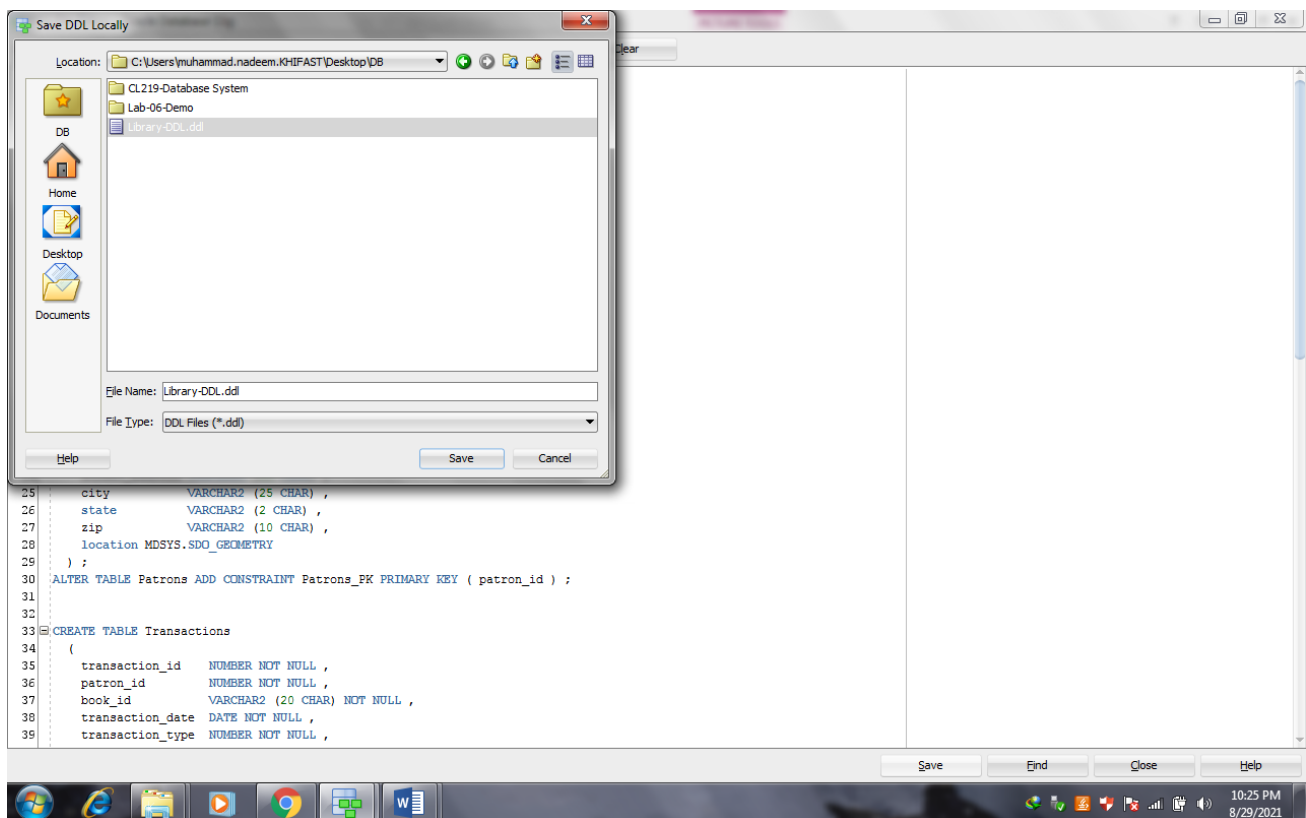 Save DDL Locally
Clear
Location: C:\Users\muhammad.nadeem.KHIFAST\Desktop\DB
CL219-Database System
Lab-06-Demo
Library-DDL.ddl
DB
Home
Desktop
Documents
File Name: Library-DDL.ddl
File Type: DDL Files (*.ddl)
Help Save Cancel
25 city VARCHAR2 (25 CHAR) ,
26 state VARCHAR2 (2 CHAR) ,
27 zip VARCHAR2 (10 CHAR) ,
28 location MDSYS.SDO_GEOMETRY
29 ) ;
30 ALTER TABLE Patrons ADD CONSTRAINT Patrons_PK PRIMARY KEY ( patron_id ) ;
31
32
33 CREATE TABLE Transactions
34 (
35 transaction_id NUMBER NOT NULL ,
36 patron_id NUMBER NOT NULL ,
37 book_id VARCHAR2 (20 CHAR) NOT NULL ,
38 transaction_date DATE NOT NULL ,
39 transaction_type NUMBER NOT NULL ,
Save Find Close Help
10:25 PM
8/29/2021